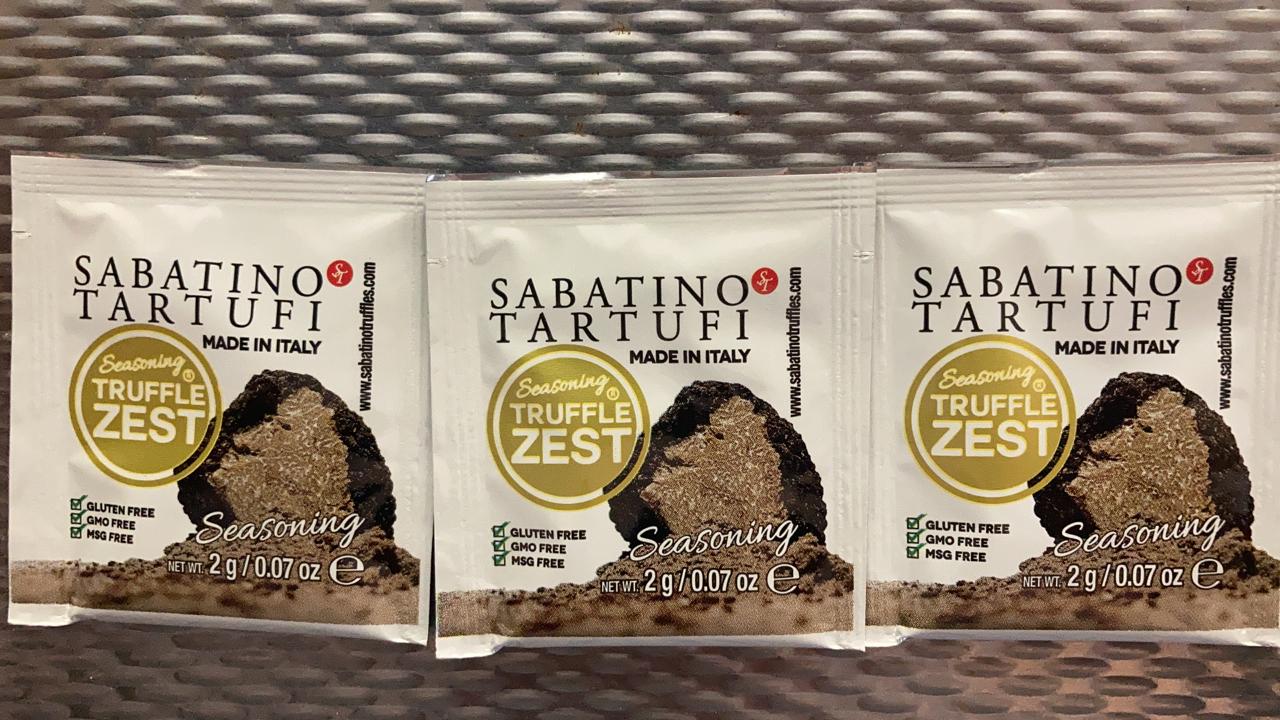 SABATINO
TARTUFI
ST
www.sabatinotruffles.com
MADE IN ITALY
Seasoning
TRUFFLE®
ZEST
GLUTEN FREE
GMO FREE
MSG FREE
Seasoning
NET WT. 2 g / 0.07 oz ℮
SABATINO
TARTUFI
ST
www.sabatinotruffles.com
MADE IN ITALY
Seasoning
TRUFFLE®
ZEST
GLUTEN FREE
GMO FREE
MSG FREE
Seasoning
NET WT. 2 g / 0.07 oz ℮
SABATINO
TARTUFI
ST
www.sabatinotruffles.com
MADE IN ITALY
Seasoning
TRUFFLE®
ZEST
GLUTEN FREE
GMO FREE
MSG FREE
Seasoning
NET WT. 2 g / 0.07 oz ℮